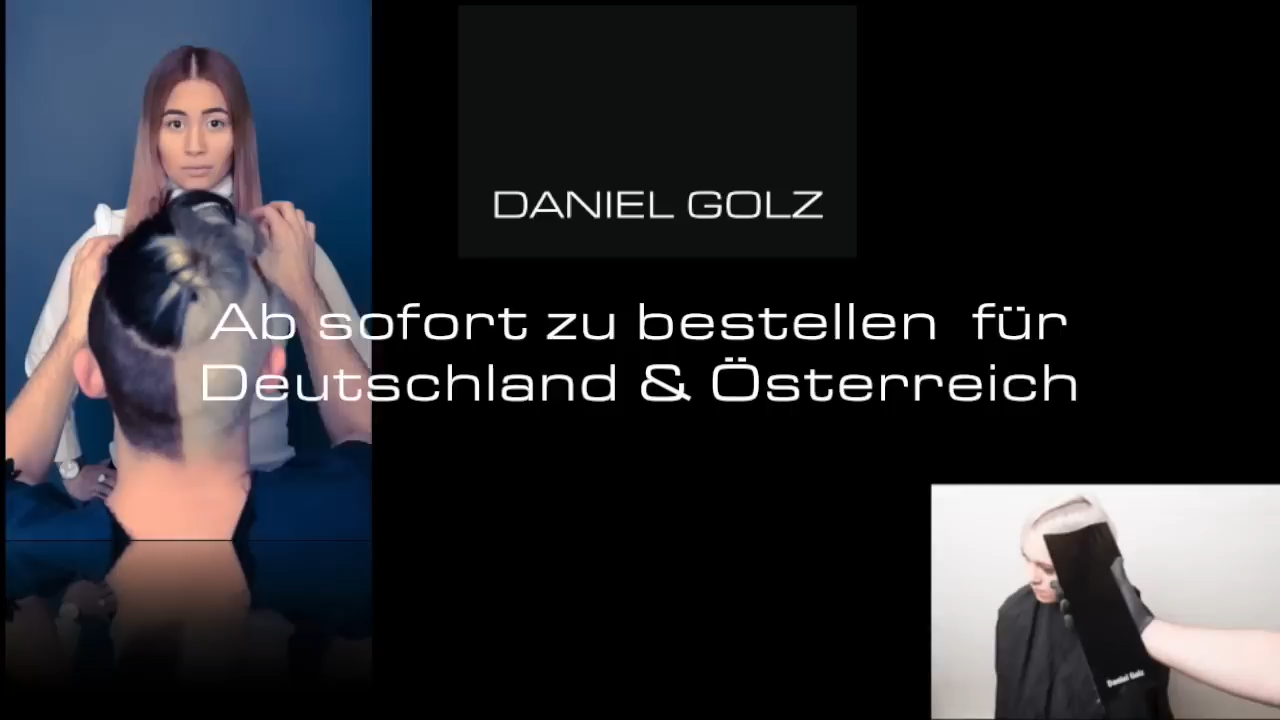 DANIEL GOLZ
Ab sofort zu bestellen für
Deutschland & Österreich
Daniel Golz